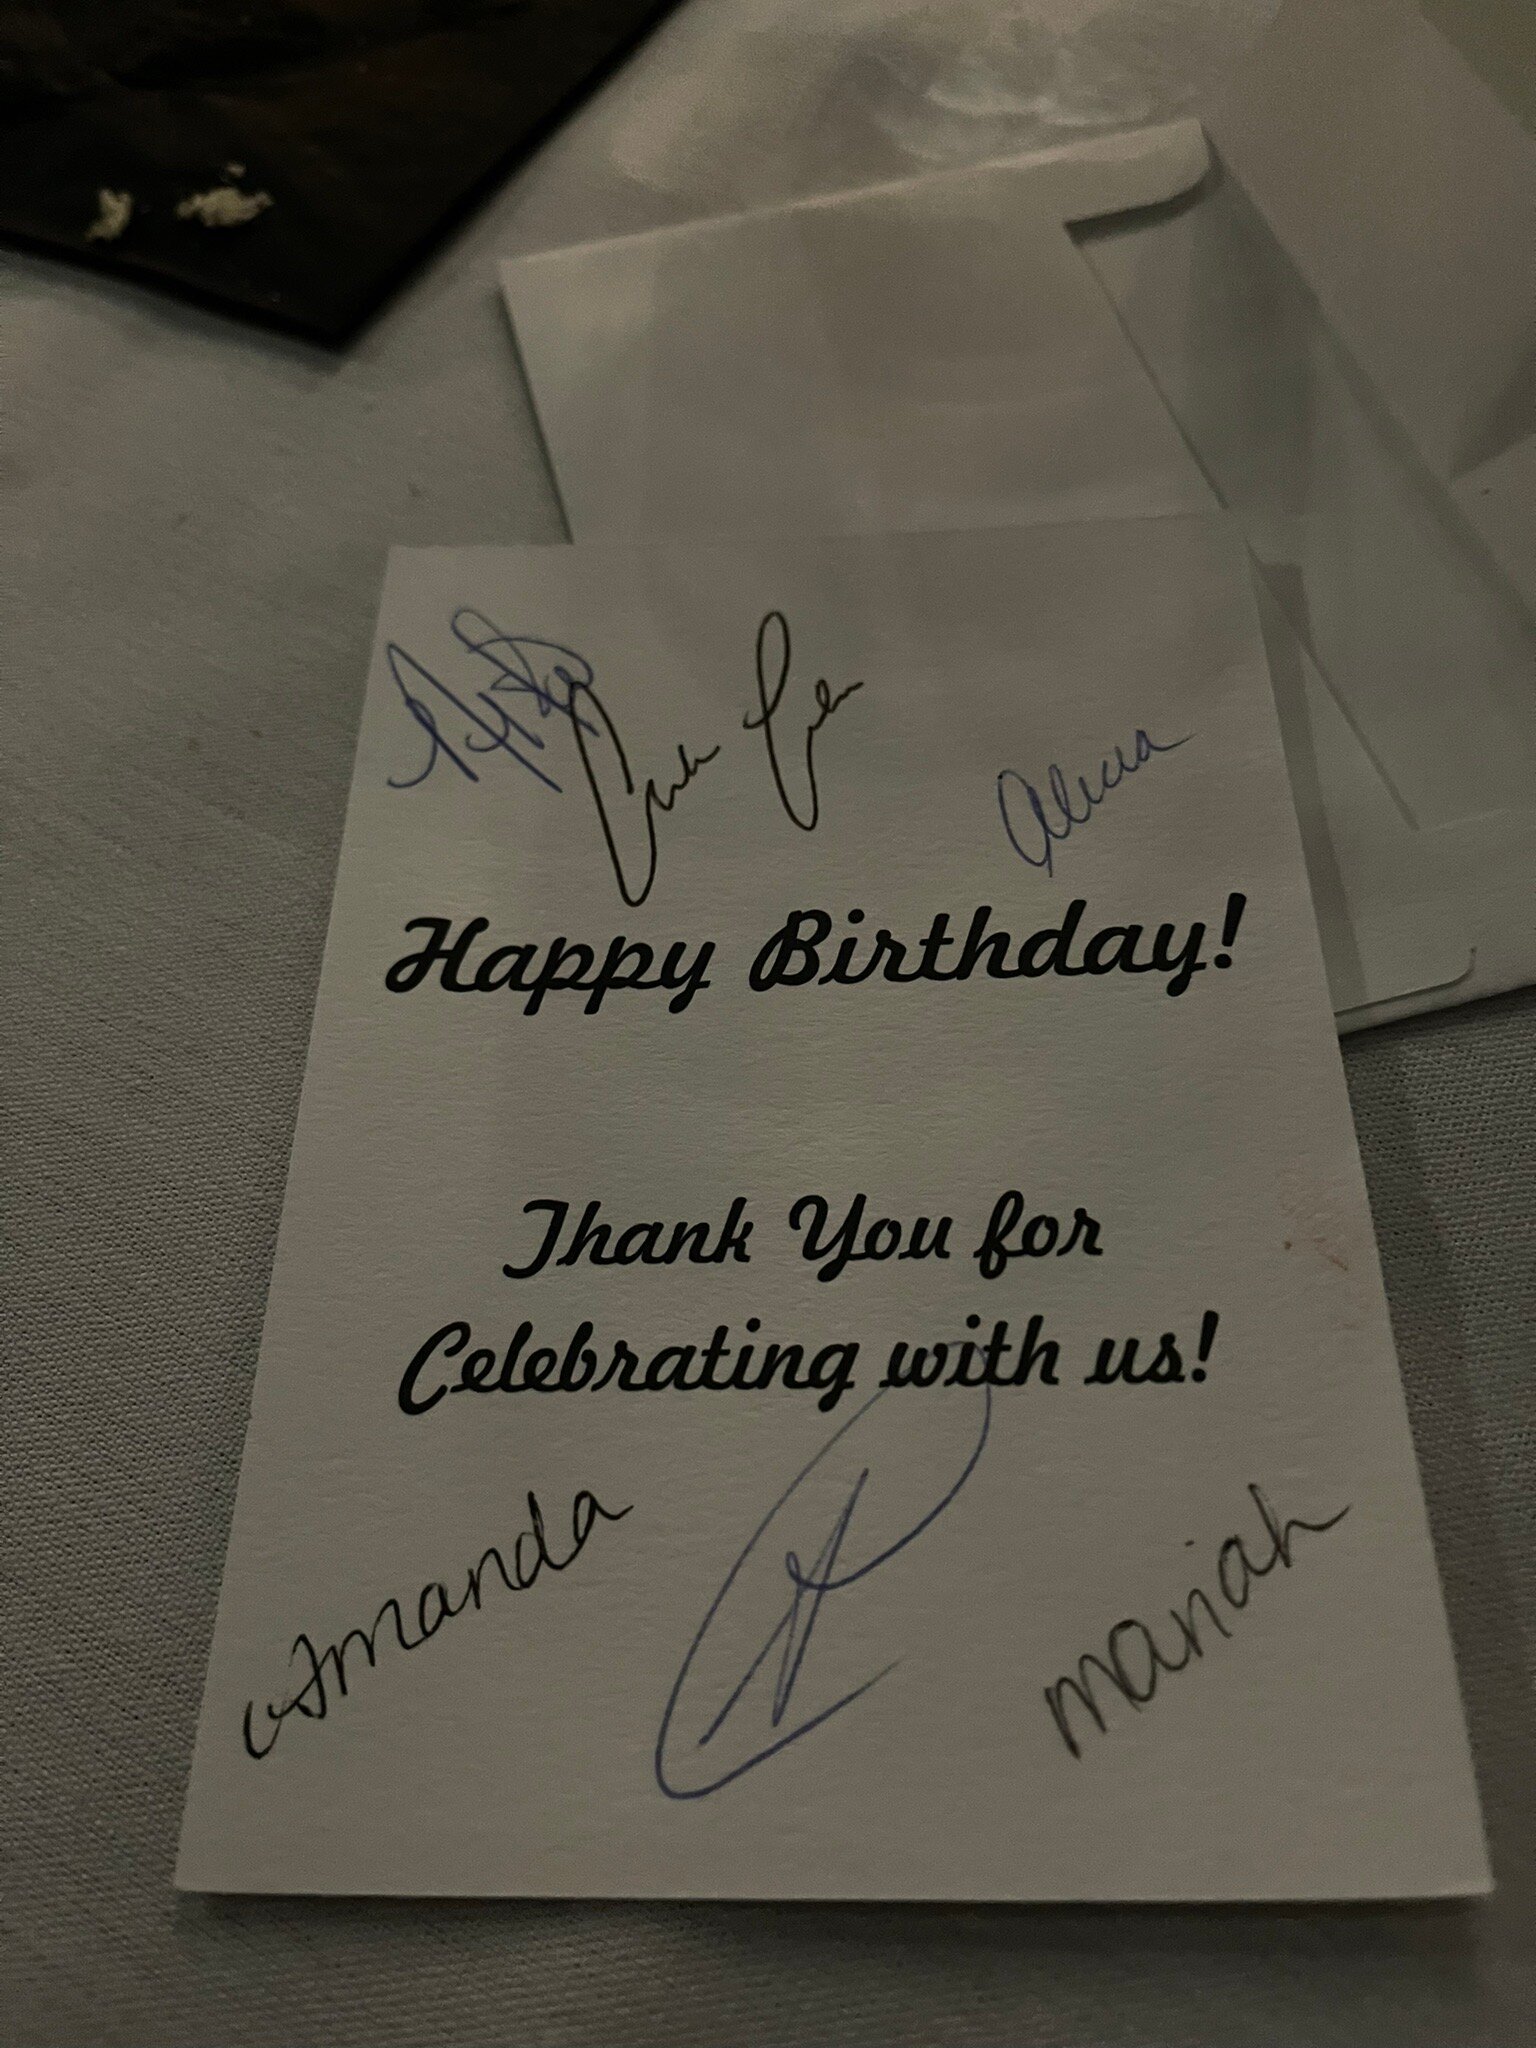 Alicia
Happy Birthday!
Thank You for
Celebrating with us!
Amanda
mariah